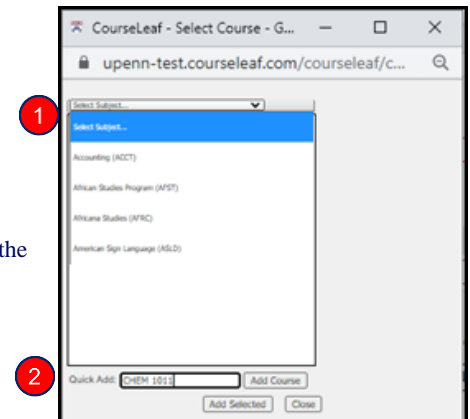 CourseLeaf - Select Course - G...
upenn-test.courseleaf.com/courseleaf/c...
1
Select Subject...
Select Subject...
Accounting (ACCT)
African Studies Program (AFST)
Africana Studies (AFRC)
American Sign Language (ASLD)
the
2
Quick Add: CHEM 1011 Add Course
Add Selected Close